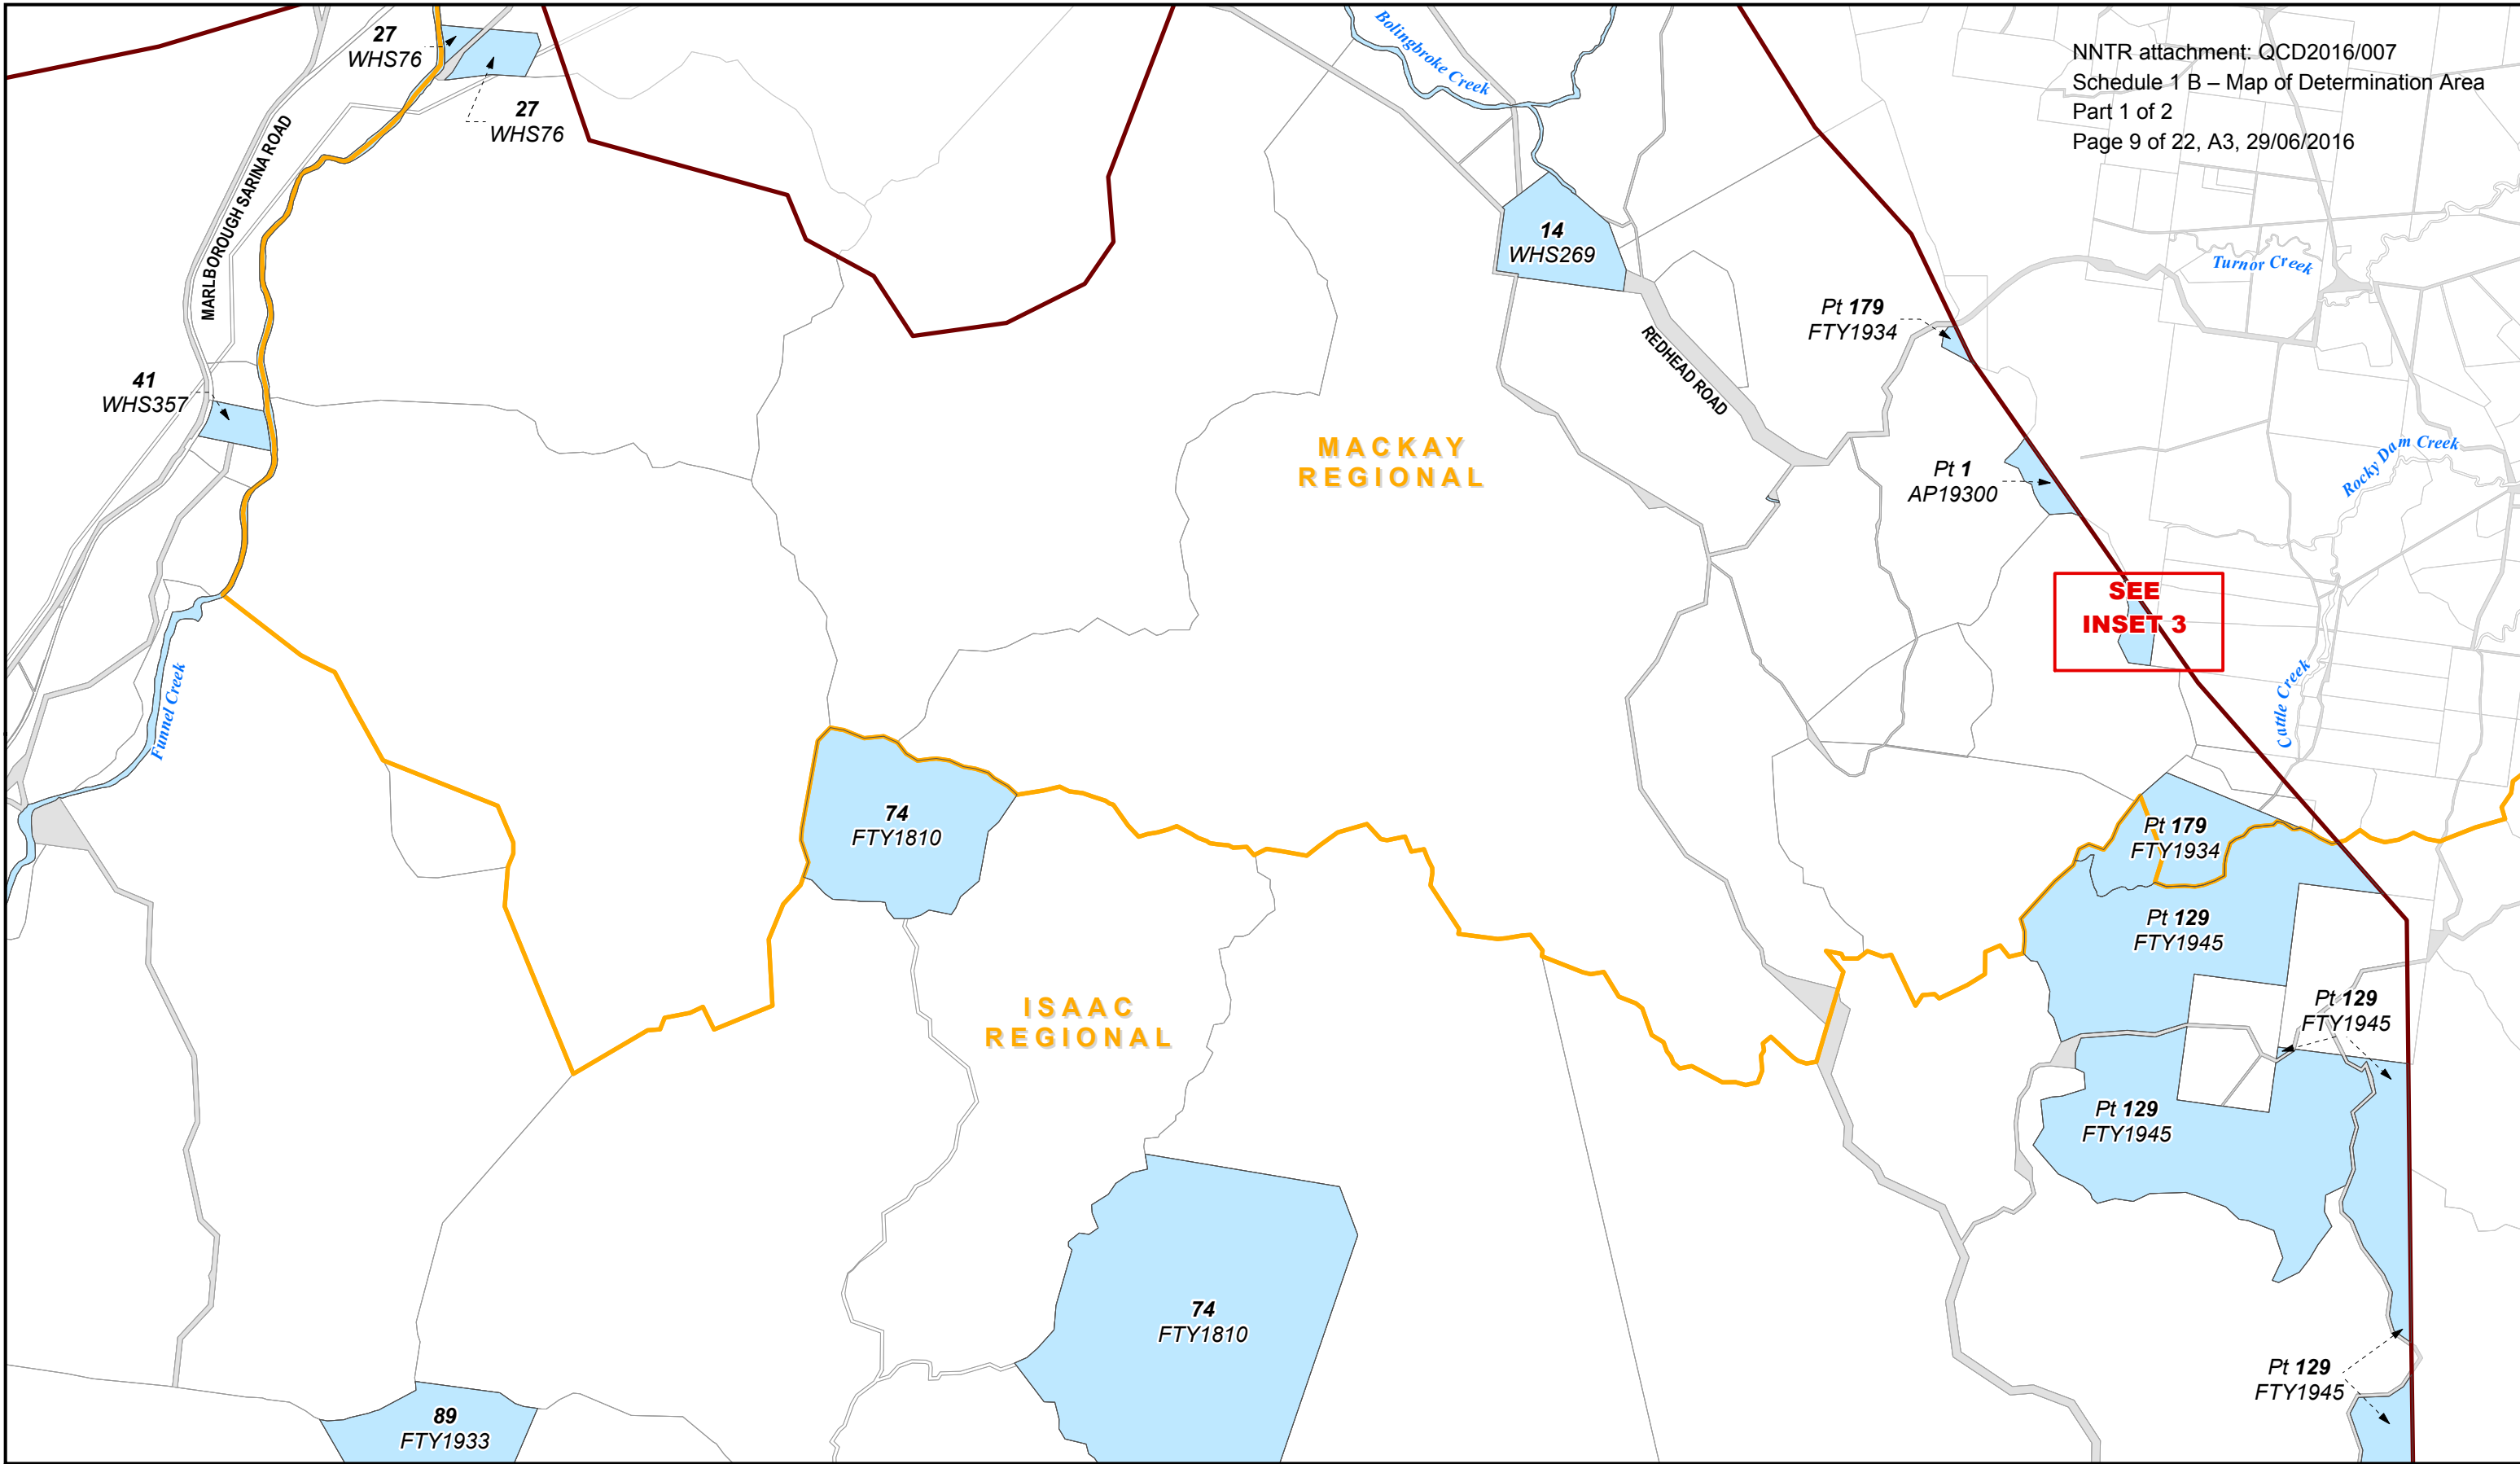 NNTR attachment: QCD2016/007
Schedule 1 B – Map of Determination Area
Part 1 of 2
Page 9 of 22, A3, 29/06/2016
27
WHS76
27
WHS76
MARLBOROUGH SARINA ROAD
Bolingbroke Creek
14
WHS269
Turnor Creek
Pt 179
FTY1934
REDHEAD ROAD
41
WHS357
MACKAY
REGIONAL
Rocky Dam Creek
Pt 1
AP19300
SEE
INSET 3
Funnel Creek
Cattle Creek
74
FTY1810
Pt 179
FTY1934
Pt 129
FTY1945
ISAAC
REGIONAL
Pt 129
FTY1945
Pt 129
FTY1945
74
FTY1810
Pt 129
FTY1945
89
FTY1933